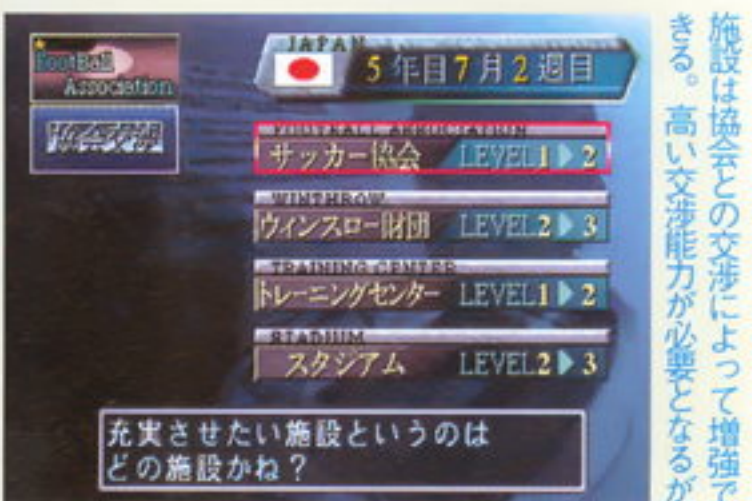 FootBall
Association
協会交渉
JAPAN
5年目7月2週目
FOOTBALL ASSOCIATION
サッカー協会 LEVEL1▶2
WINTHROW
ウィンスロー財団 LEVEL2▶3
TRAINING CENTER
トレーニングセンター LEVEL1▶2
STADIUM
スタジアム LEVEL2▶3
充実させたい施設というのは
どの施設かね?
施設は協会との交渉によって増強で
きる。高い交渉能力が必要となるが